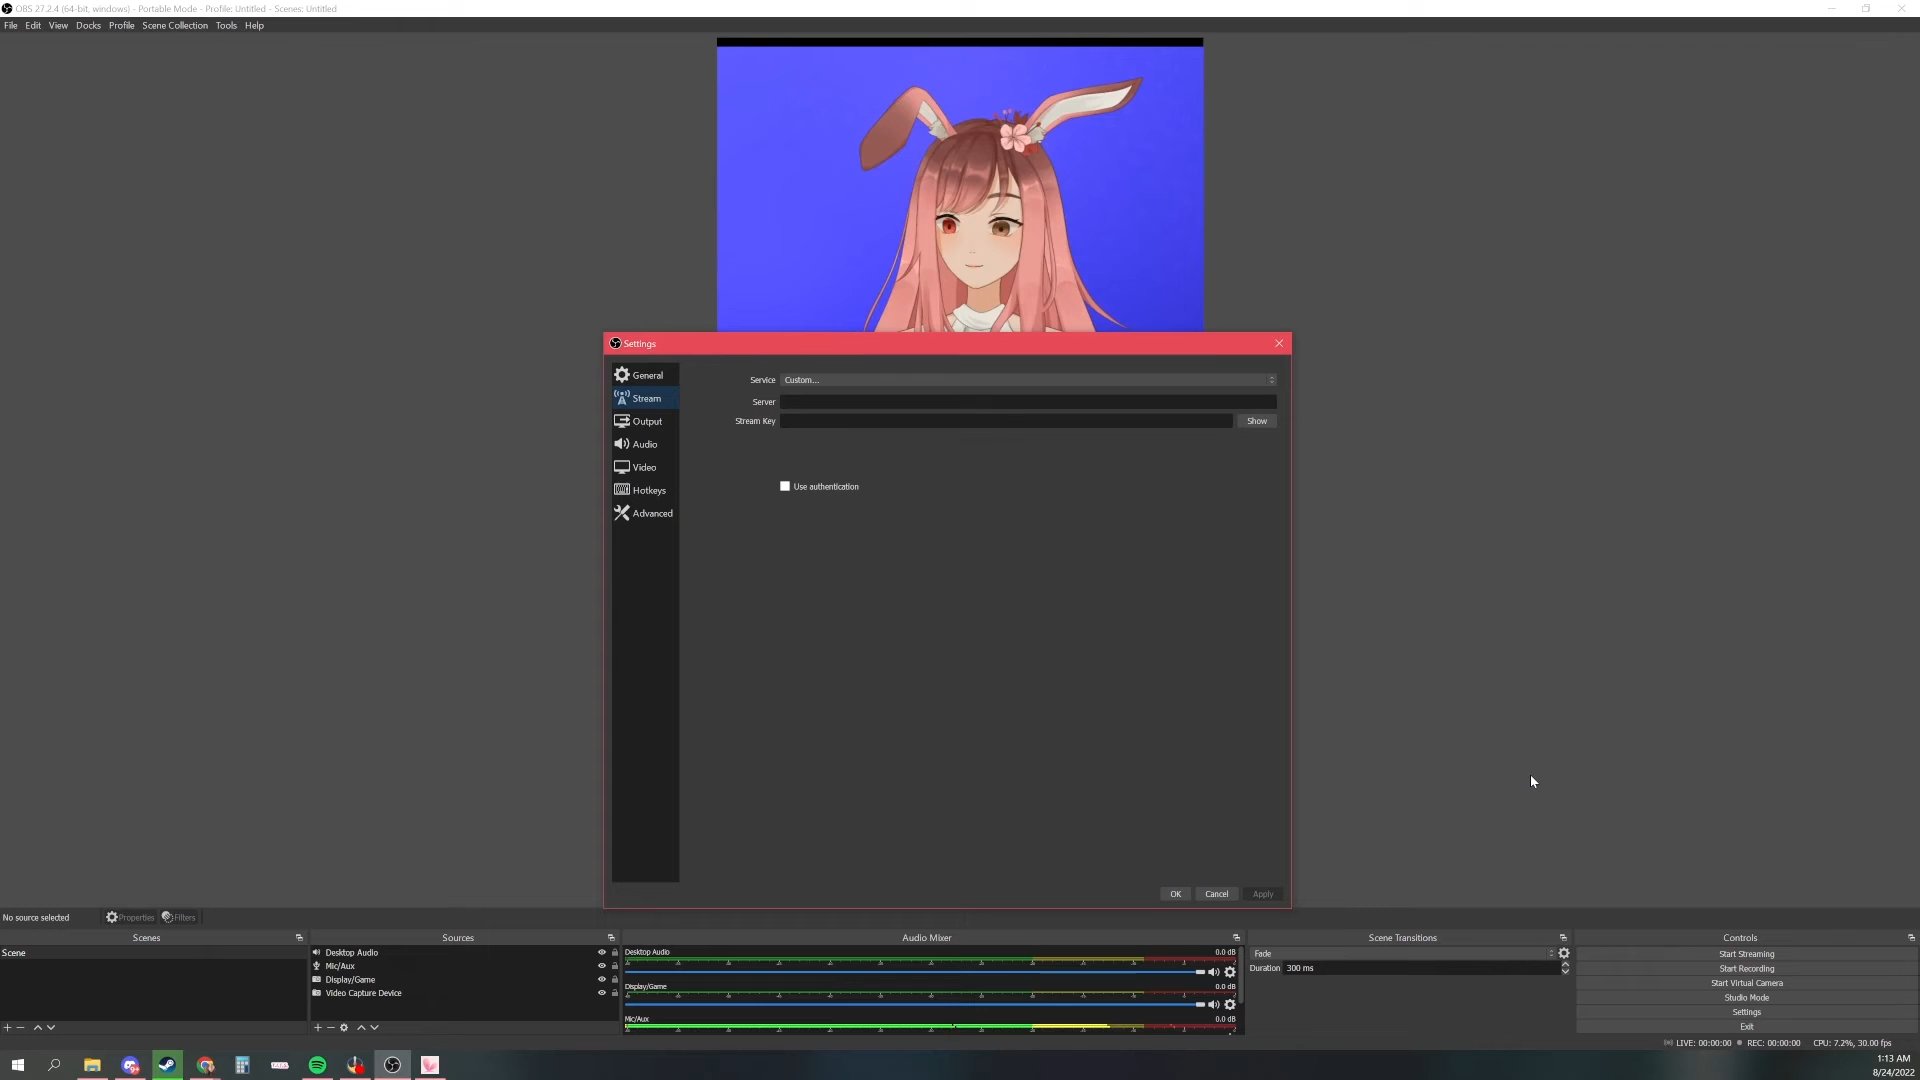 OBS 27.2.4 (64-bit, windows) - Portable Mode - Profile: Untitled - Scenes: Untitled
File Edit View Docks Profile Scene Collection Tools Help
Settings
General
Stream
Output
Audio
Video
Hotkeys
Advanced
Service Custom...
Server
Stream Key Show
Use authentication
OK Cancel Apply
No source selected Properties Filters
Scenes
Scene
Sources
Desktop Audio
Mic/Aux
Display/Game
Video Capture Device
Audio Mixer
Desktop Audio 0.0 dB
Display/Game 0.0 dB
Mic/Aux 0.0 dB
Scene Transitions
Fade
Duration 300 ms
Controls
Start Streaming
Start Recording
Start Virtual Camera
Studio Mode
Settings
Exit
LIVE: 00:00:00 REC: 00:00:00 CPU: 7.2%, 30.00 fps
1:13 AM
8/24/2022